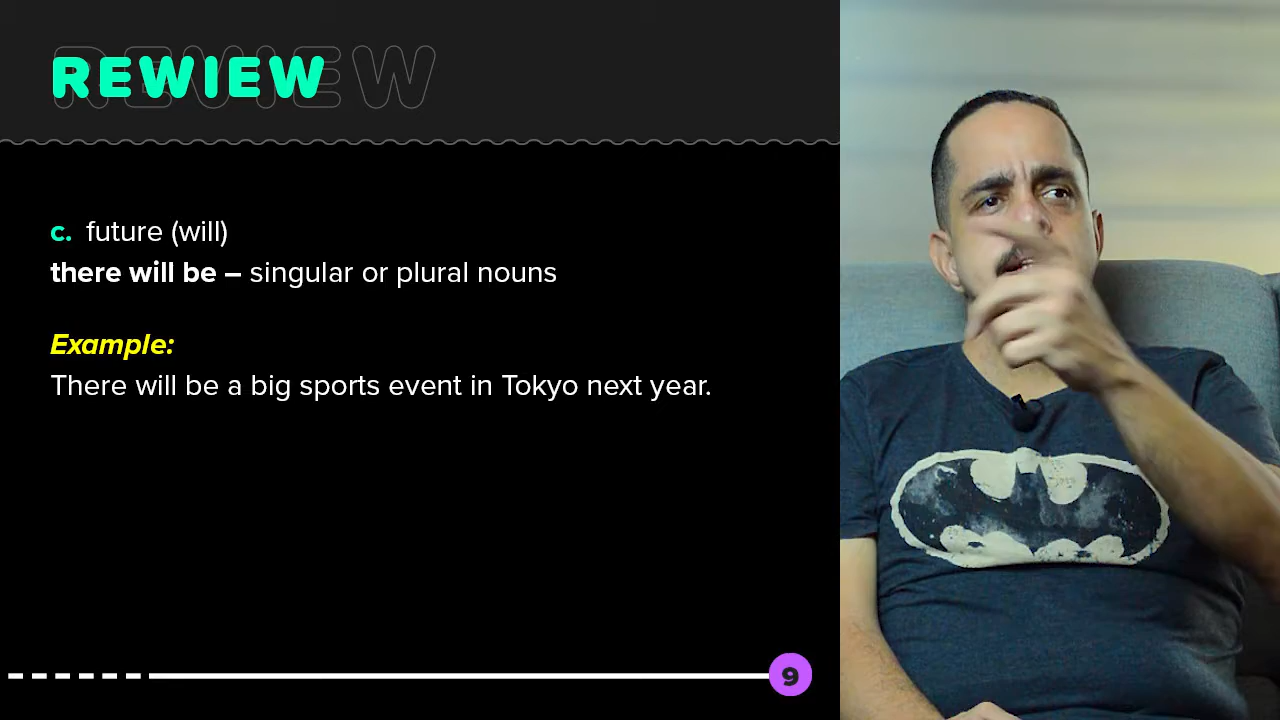 REWIEW
REVIEW
c. future (will)
there will be – singular or plural nouns
Example:
There will be a big sports event in Tokyo next year.
9